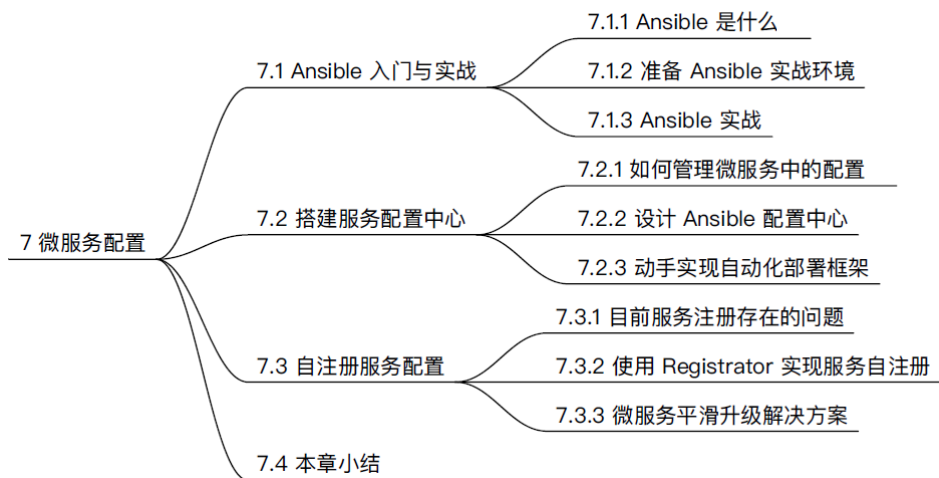 7 微服务配置
7.1 Ansible 入门与实战
7.1.1 Ansible 是什么
7.1.2 准备 Ansible 实战环境
7.1.3 Ansible 实战
7.2 搭建服务配置中心
7.2.1 如何管理微服务中的配置
7.2.2 设计 Ansible 配置中心
7.2.3 动手实现自动化部署框架
7.3 自注册服务配置
7.3.1 目前服务注册存在的问题
7.3.2 使用 Registrator 实现服务自注册
7.3.3 微服务平滑升级解决方案
7.4 本章小结